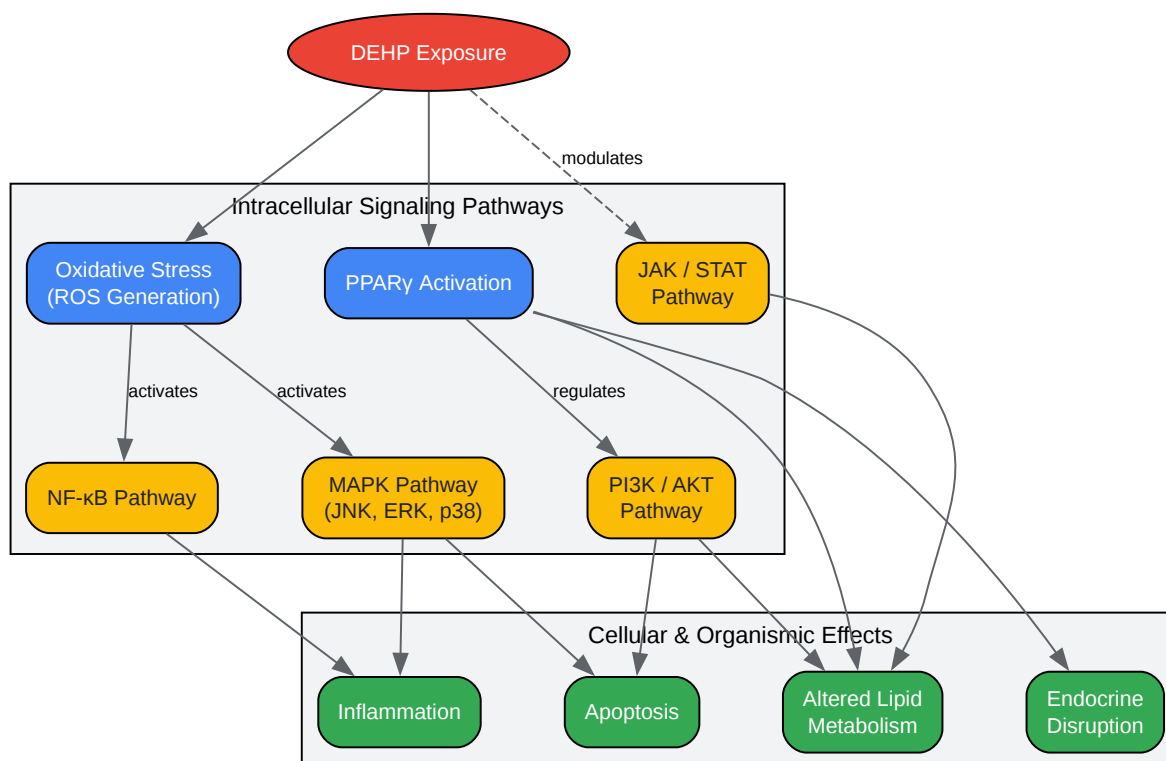 DEHP Exposure
modulates
Intracellular Signaling Pathways
Oxidative Stress
(ROS Generation)
PPARγ Activation
JAK / STAT
Pathway
activates
activates
regulates
NF-κB Pathway
MAPK Pathway
(JNK, ERK, p38)
PI3K / AKT
Pathway
Cellular & Organismic Effects
Inflammation
Apoptosis
Altered Lipid
Metabolism
Endocrine
Disruption